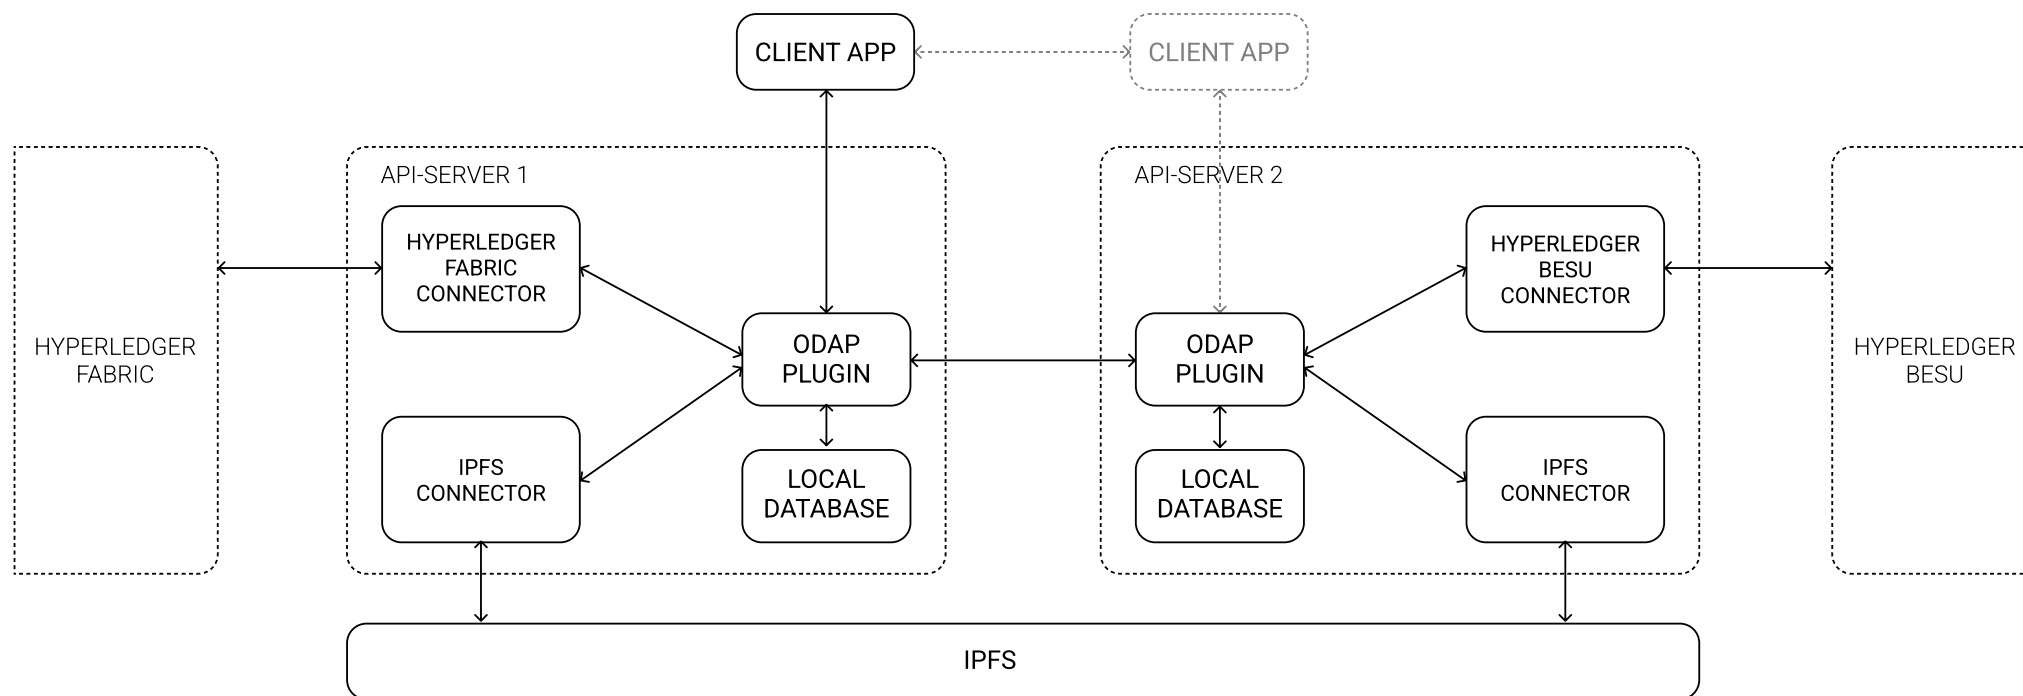 CLIENT APP
CLIENT APP
API-SERVER 1
API-SERVER 2
HYPERLEDGER
FABRIC
CONNECTOR
HYPERLEDGER
BESU
CONNECTOR
HYPERLEDGER
FABRIC
ODAP
PLUGIN
ODAP
PLUGIN
HYPERLEDGER
BESU
IPFS
CONNECTOR
LOCAL
DATABASE
LOCAL
DATABASE
IPFS
CONNECTOR
IPFS